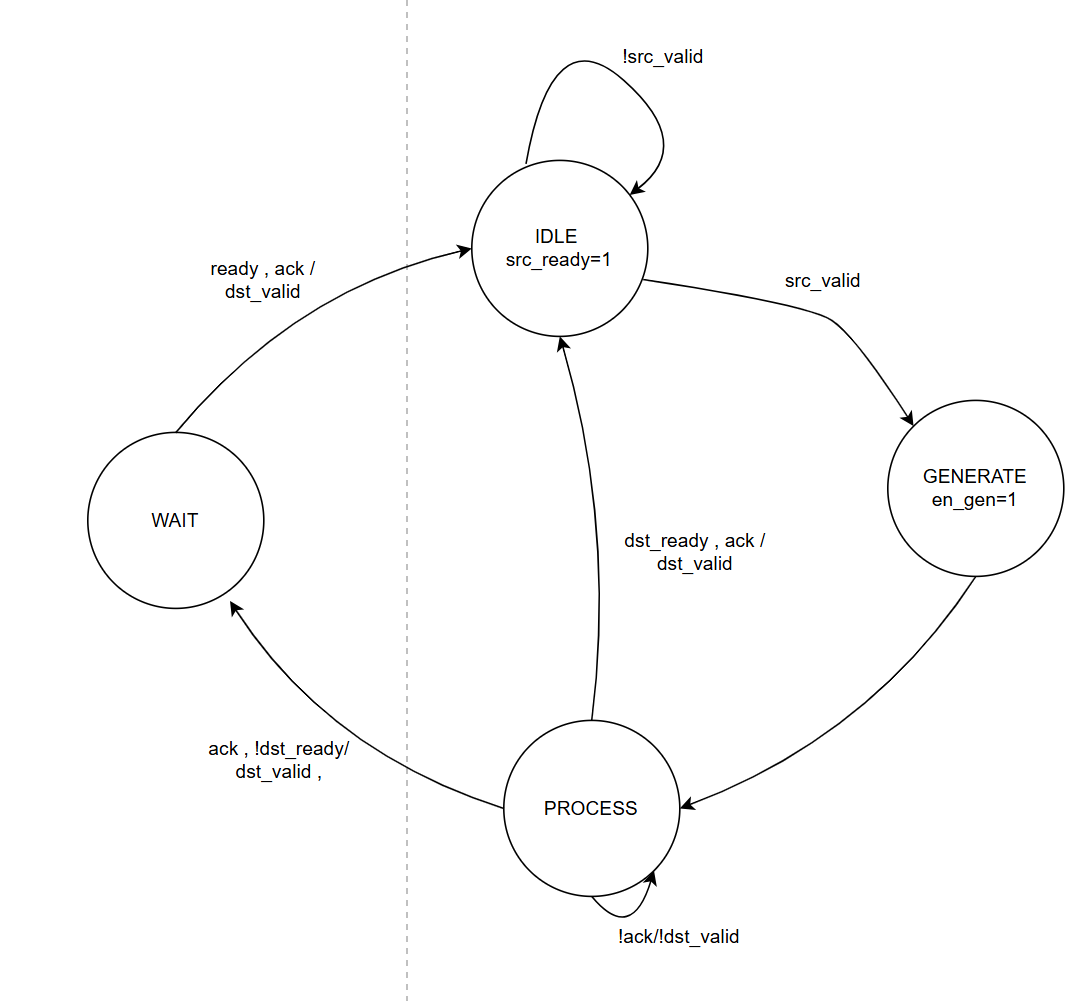 !src_valid
IDLE
src_ready=1
ready , ack /
dst_valid
src_valid
GENERATE
en_gen=1
WAIT
dst_ready , ack /
dst_valid
ack , !dst_ready/
dst_valid ,
PROCESS
!ack/!dst_valid